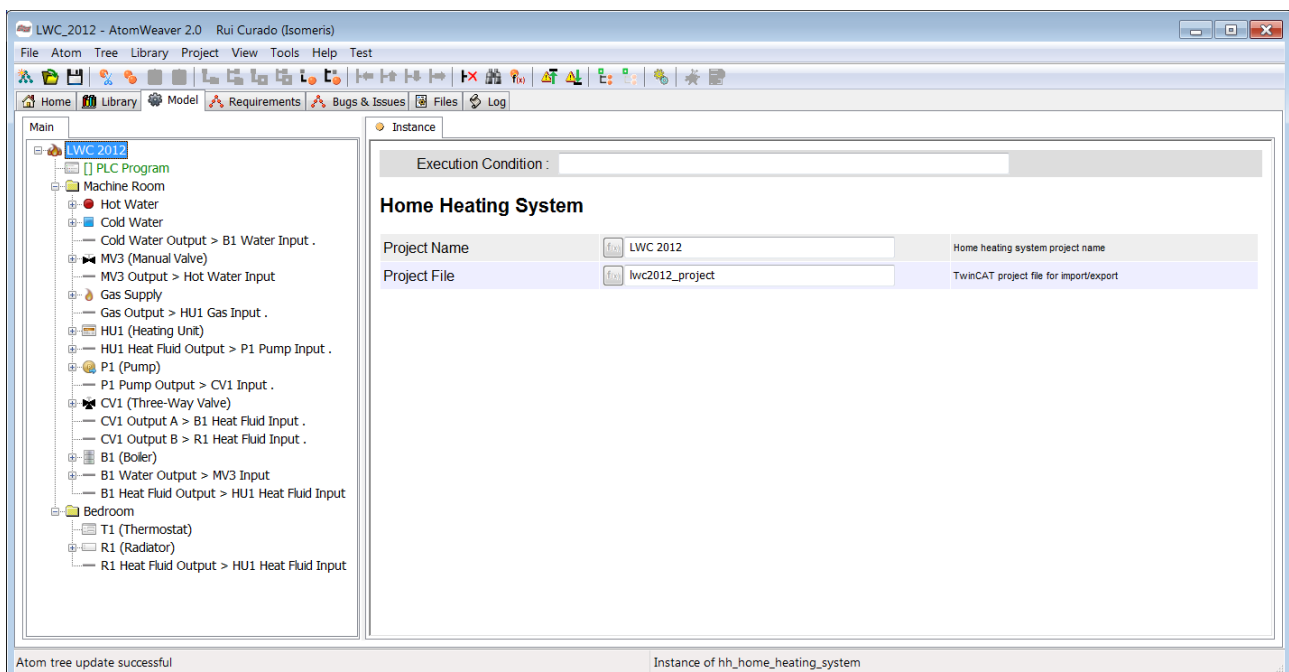 LWC_2012 - AtomWeaver 2.0 Rui Curado (Isomeris)
File Atom Tree Library Project View Tools Help Test
Home Library Model Requirements Bugs & Issues Files Log
Main
LWC 2012
[] PLC Program
Machine Room
Hot Water
Cold Water
Cold Water Output > B1 Water Input .
MV3 (Manual Valve)
MV3 Output > Hot Water Input
Gas Supply
Gas Output > HU1 Gas Input .
HU1 (Heating Unit)
HU1 Heat Fluid Output > P1 Pump Input .
P1 (Pump)
P1 Pump Output > CV1 Input .
CV1 (Three-Way Valve)
CV1 Output A > B1 Heat Fluid Input .
CV1 Output B > R1 Heat Fluid Input .
B1 (Boiler)
B1 Water Output > MV3 Input
B1 Heat Fluid Output > HU1 Heat Fluid Input
Bedroom
T1 (Thermostat)
R1 (Radiator)
R1 Heat Fluid Output > HU1 Heat Fluid Input
Instance
Execution Condition :
Home Heating System
Project Name f(x) LWC 2012 Home heating system project name
Project File f(x) lwc2012_project TwinCAT project file for import/export
Atom tree update successful
Instance of hh_home_heating_system